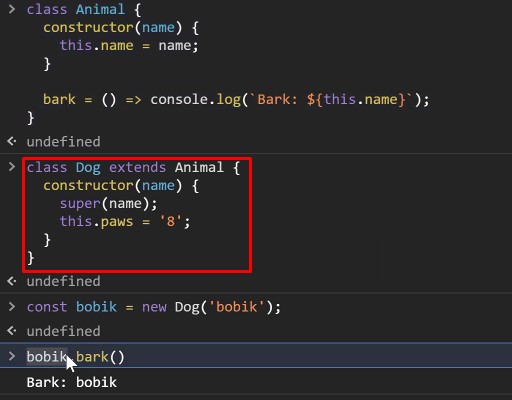 > class Animal {
    constructor(name) {
      this.name = name;
    }

    bark = () => console.log(`Bark: ${this.name}`);
  }
<· undefined
> class Dog extends Animal {
    constructor(name) {
      super(name);
      this.paws = '8';
    }
  }
<· undefined
> const bobik = new Dog('bobik');
<· undefined
> bobik.bark()
  Bark: bobik